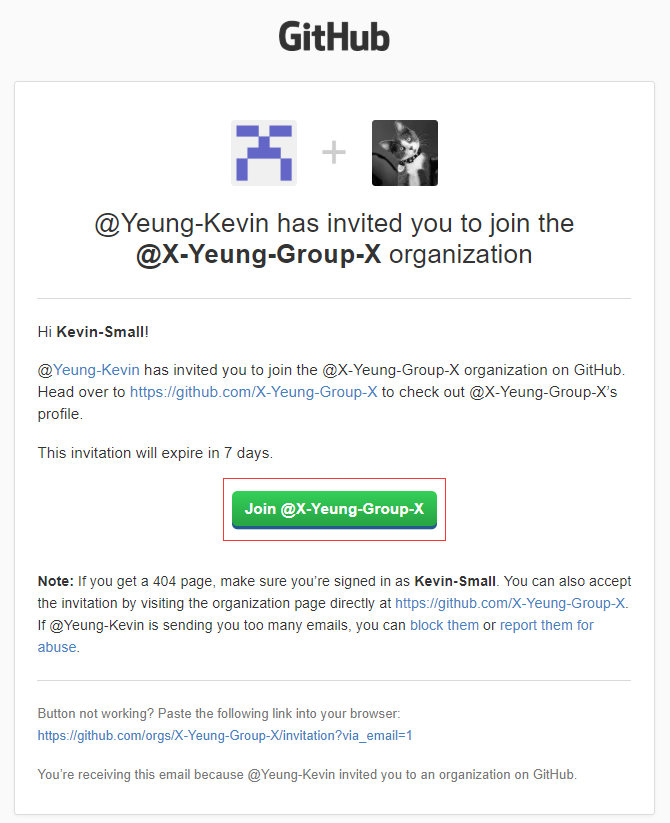 GitHub
@Yeung-Kevin has invited you to join the
@X-Yeung-Group-X organization
Hi Kevin-Small!
@Yeung-Kevin has invited you to join the @X-Yeung-Group-X organization on GitHub.
Head over to https://github.com/X-Yeung-Group-X to check out @X-Yeung-Group-X’s
profile.
This invitation will expire in 7 days.
Join @X-Yeung-Group-X
Note: If you get a 404 page, make sure you’re signed in as Kevin-Small. You can also accept
the invitation by visiting the organization page directly at https://github.com/X-Yeung-Group-X.
If @Yeung-Kevin is sending you too many emails, you can block them or report them for
abuse.
Button not working? Paste the following link into your browser:
https://github.com/orgs/X-Yeung-Group-X/invitation?via_email=1
You’re receiving this email because @Yeung-Kevin invited you to an organization on GitHub.